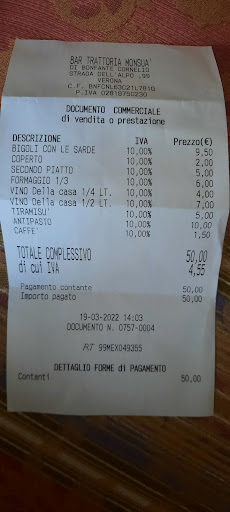 BAR TRATTORIA MONSUA'
DI BONFANTE CORNELIO
STRADA DELL'ALPO ,99
VERONA
C.F. BNFCNL63C21L781G
P.IVA 02818750230
DOCUMENTO COMMERCIALE
di vendita o prestazione
DESCRIZIONE IVA Prezzo(€)
BIGOLI CON LE SARDE 10,00% 9,50
COPERTO 10,00% 2,00
SECONDO PIATTO 10,00% 5,00
FORMAGGIO 1/3 10,00% 6,00
VINO Della casa 1/4 LT. 10,00% 4,00
VINO Della casa 1/2 LT. 10,00% 7,00
TIRAMISU' 10,00% 5,00
ANTIPASTO 10,00% 10,00
CAFFE' 10,00% 1,50
TOTALE COMPLESSIVO 50,00
di cui IVA 4,55
Pagamento contante 50,00
Importo pagato 50,00
19-03-2022 14:03
DOCUMENTO N. 0757-0004
RT 99MEX049355
DETTAGLIO FORME di PAGAMENTO
Contanti 50,00